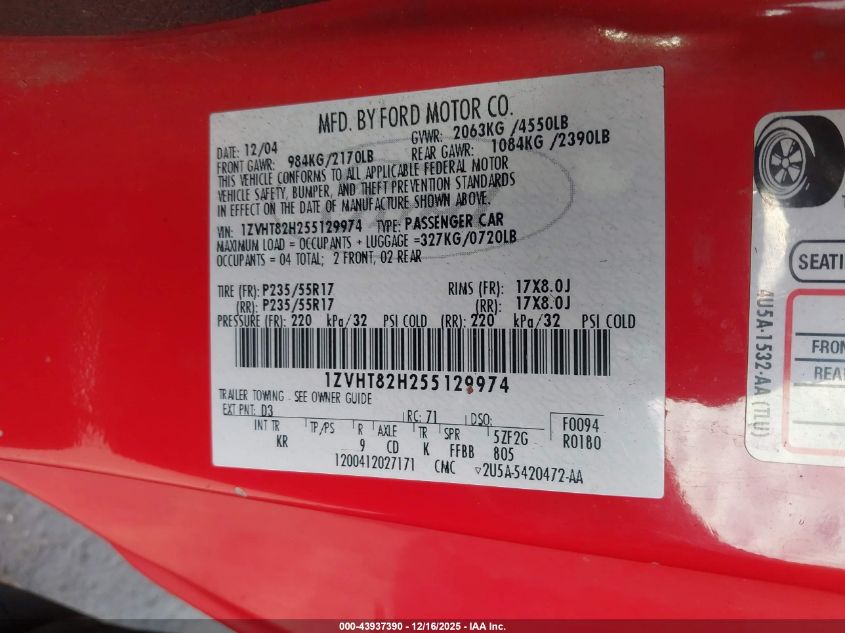 MFD. BY FORD MOTOR CO.
DATE: 12/04 GVWR: 2063KG /4550LB
FRONT GAWR: 984KG/2170LB REAR GAWR: 1084KG /2390LB
THIS VEHICLE CONFORMS TO ALL APPLICABLE FEDERAL MOTOR
VEHICLE SAFETY, BUMPER, AND THEFT PREVENTION STANDARDS
IN EFFECT ON THE DATE OF MANUFACTURE SHOWN ABOVE.
VIN: 1ZVHT82H255129974 TYPE: PASSENGER CAR
MAXIMUM LOAD = OCCUPANTS + LUGGAGE =327KG/0720LB
OCCUPANTS = 04 TOTAL; 2 FRONT, 02 REAR
TIRE (FR): P235/55R17 RIMS (FR): 17X8.0J
(RR): P235/55R17 (RR): 17X8.0J
PRESSURE (FR): 220 kPa/32 PSI COLD (RR): 220 kPa/32 PSI COLD
1ZVHT82H255129974
TRAILER TOWING - SEE OWNER GUIDE
EXT PNT: D3 RC: 71 DSO: F0094
INT TR TP/PS R AXLE TR SPR 5ZF2G R0180
KR 9 CD K FFBB 805
1200412027171 CMC 2U5A-5420472-AA
4U5A-1532-AA (TLU)
SEATI
FRON
REA
000-43937390 - 12/16/2025 - IAA Inc.